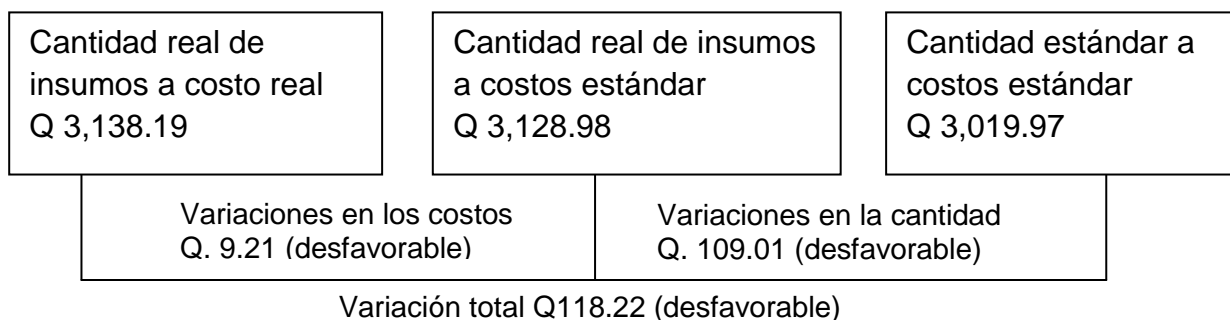 Cantidad real de
insumos a costo real
Q 3,138.19
Cantidad real de insumos
a costos estándar
Q 3,128.98
Cantidad estándar a
costos estándar
Q 3,019.97
Variaciones en los costos
Q. 9.21 (desfavorable)
Variaciones en la cantidad
Q. 109.01 (desfavorable)
Variación total Q118.22 (desfavorable)